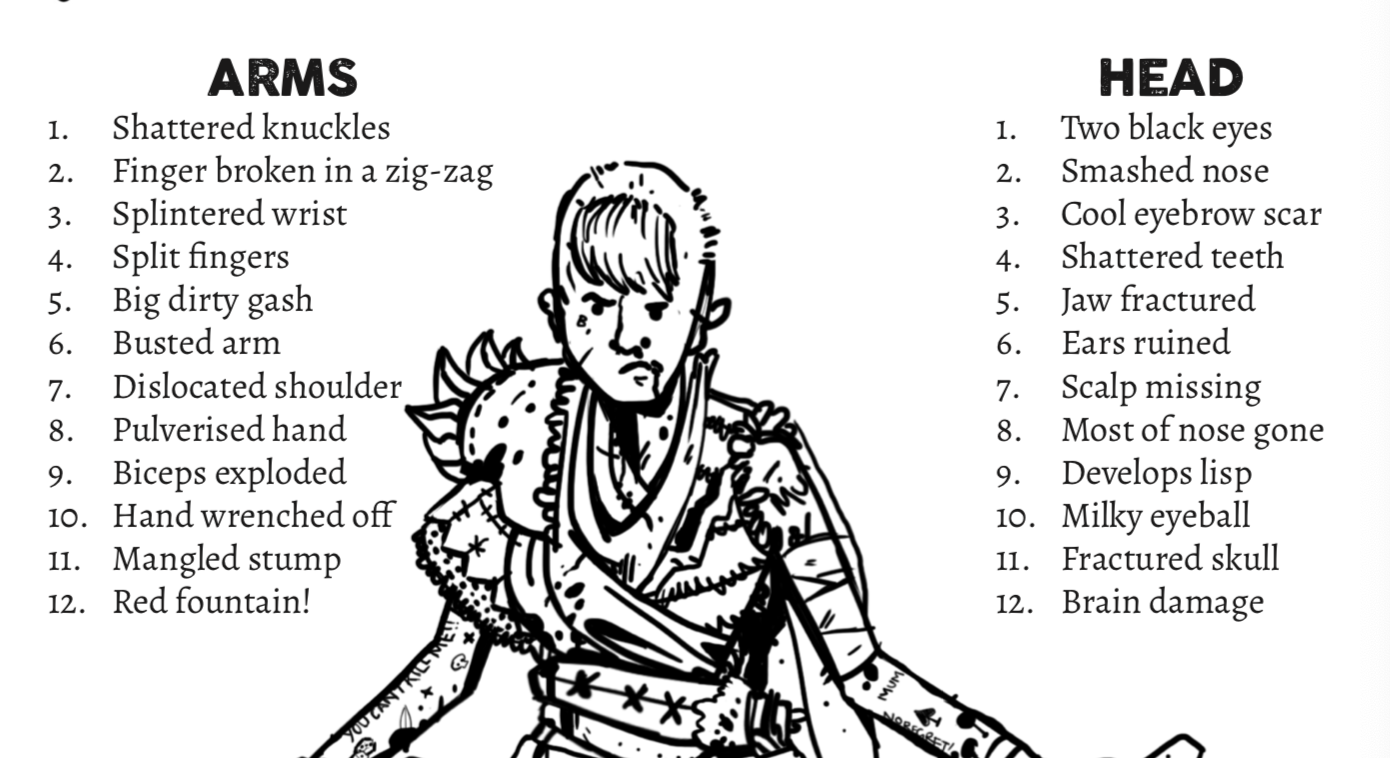 ARMS
1. Shattered knuckles
2. Finger broken in a zig-zag
3. Splintered wrist
4. Split fingers
5. Big dirty gash
6. Busted arm
7. Dislocated shoulder
8. Pulverised hand
9. Biceps exploded
10. Hand wrenched off
11. Mangled stump
12. Red fountain!
HEAD
1. Two black eyes
2. Smashed nose
3. Cool eyebrow scar
4. Shattered teeth
5. Jaw fractured
6. Ears ruined
7. Scalp missing
8. Most of nose gone
9. Develops lisp
10. Milky eyeball
11. Fractured skull
12. Brain damage
B
YOU CAN'T KILL ME!!
MUM
NO REGRET!